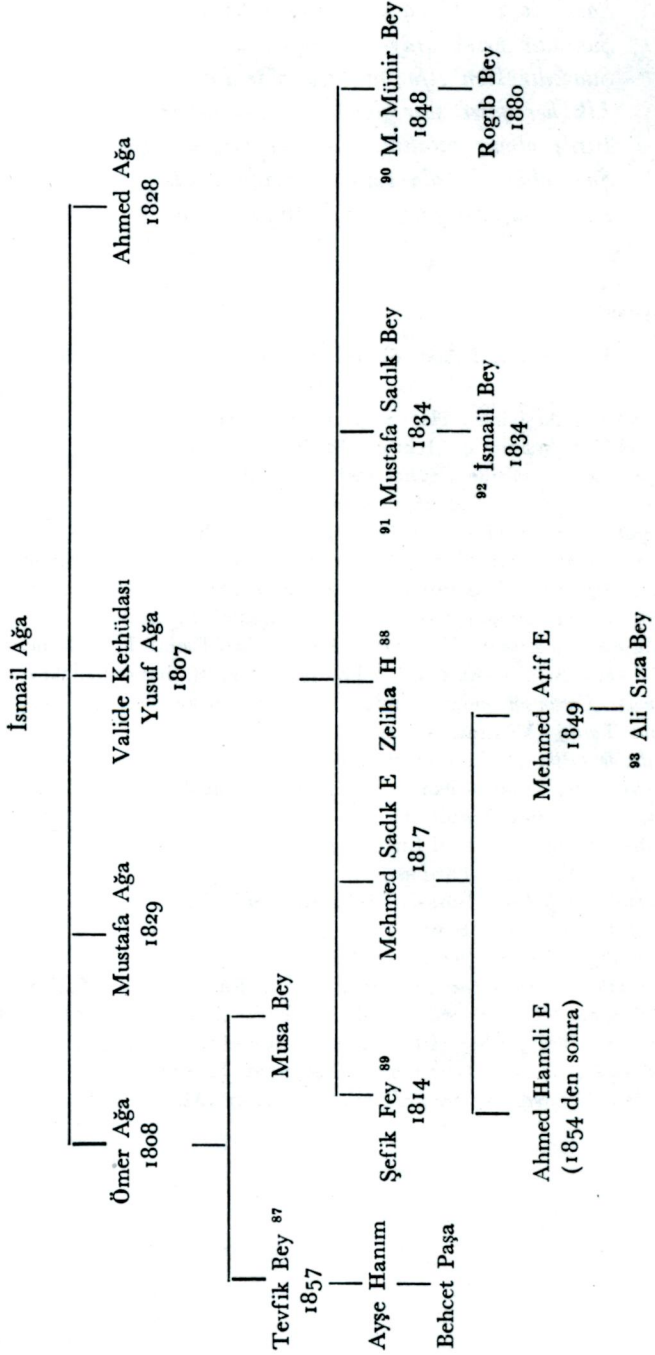 İsmail Ağa
Ömer Ağa
1808
Mustafa Ağa
1829
Valide Kethüdası
Yusuf Ağa
1807
Ahmed Ağa
1828
Tevfik Bey 87
1857
Musa Bey
Ayşe Hanım
Behcet Paşa
Şefik Fey 89
1814
Mehmed Sadık E
1817
Zeliha H 88
91 Mustafa Sadık Bey
1834
90 M. Münir Bey
1848
Ahmed Hamdi E
(1854 den sonra)
Mehmed Arif E
1849
93 Ali Sıza Bey
92 İsmail Bey
1834
Rogıb Bey
1880